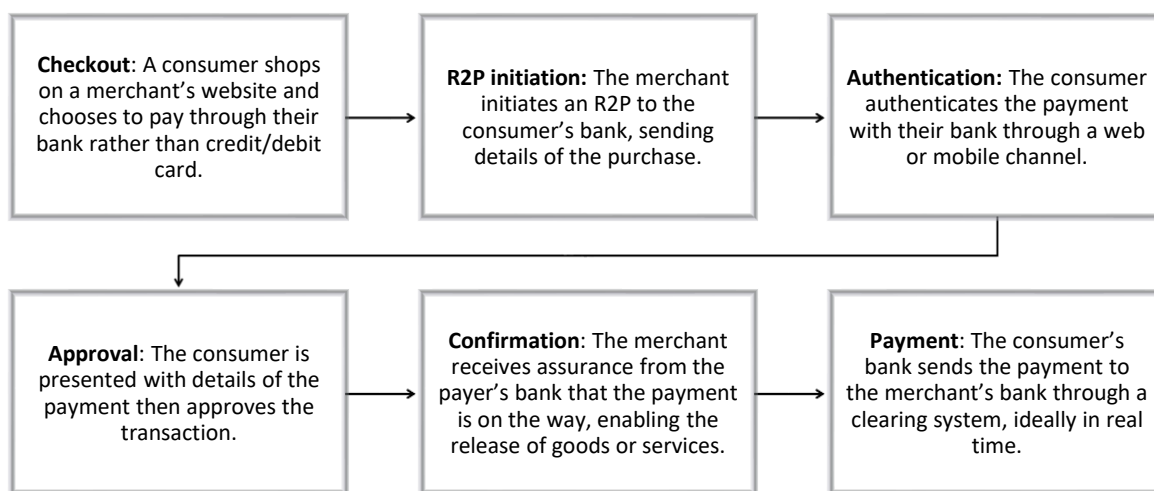 Checkout: A consumer shops
on a merchant’s website and
chooses to pay through their
bank rather than credit/debit
card.
R2P initiation: The merchant
initiates an R2P to the
consumer’s bank, sending
details of the purchase.
Authentication: The consumer
authenticates the payment
with their bank through a web
or mobile channel.
Approval: The consumer is
presented with details of the
payment then approves the
transaction.
Confirmation: The merchant
receives assurance from the
payer’s bank that the payment
is on the way, enabling the
release of goods or services.
Payment: The consumer’s
bank sends the payment to
the merchant’s bank through a
clearing system, ideally in real
time.